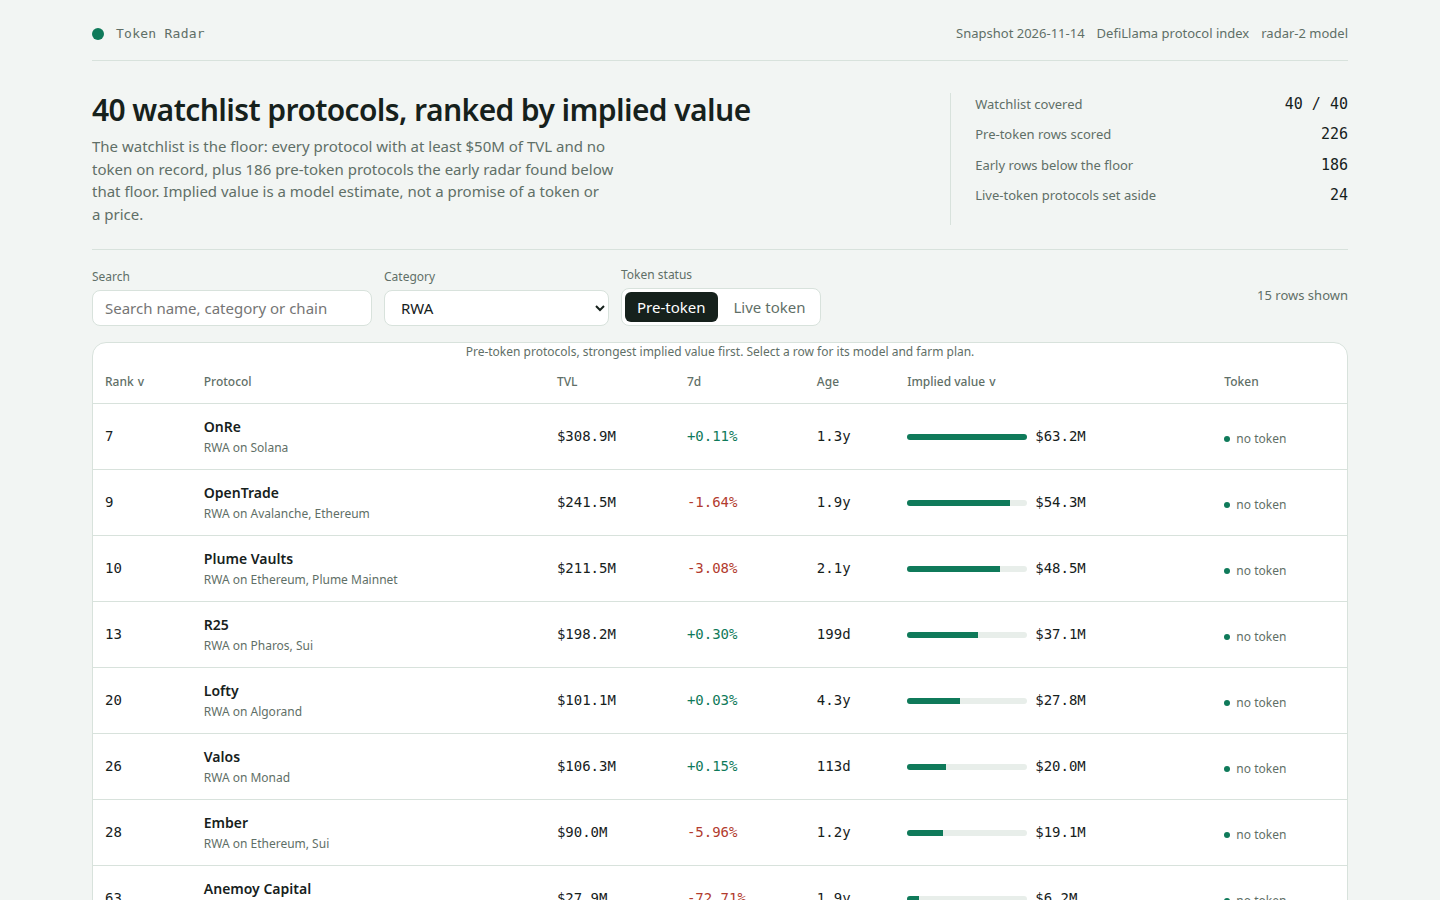 Token Radar
Snapshot 2026-11-14 DefiLlama protocol index radar-2 model
40 watchlist protocols, ranked by implied value
The watchlist is the floor: every protocol with at least $50M of TVL and no
token on record, plus 186 pre-token protocols the early radar found below
that floor. Implied value is a model estimate, not a promise of a token or
a price.
Watchlist covered 40 / 40
Pre-token rows scored 226
Early rows below the floor 186
Live-token protocols set aside 24
Search
Category
Token status
Search name, category or chain
RWA
Pre-token
Live token
15 rows shown
Pre-token protocols, strongest implied value first. Select a row for its model and farm plan.
Rank v Protocol TVL 7d Age Implied value v Token
7 OnRe $308.9M +0.11% 1.3y $63.2M no token
RWA on Solana
9 OpenTrade $241.5M -1.64% 1.9y $54.3M no token
RWA on Avalanche, Ethereum
10 Plume Vaults $211.5M -3.08% 2.1y $48.5M no token
RWA on Ethereum, Plume Mainnet
13 R25 $198.2M +0.30% 199d $37.1M no token
RWA on Pharos, Sui
20 Lofty $101.1M +0.03% 4.3y $27.8M no token
RWA on Algorand
26 Valos $106.3M +0.15% 113d $20.0M no token
RWA on Monad
28 Ember $90.0M -5.96% 1.2y $19.1M no token
RWA on Ethereum, Sui
63 Anemoy Capital $27.9M -72.71% 1.9y $6.2M no token